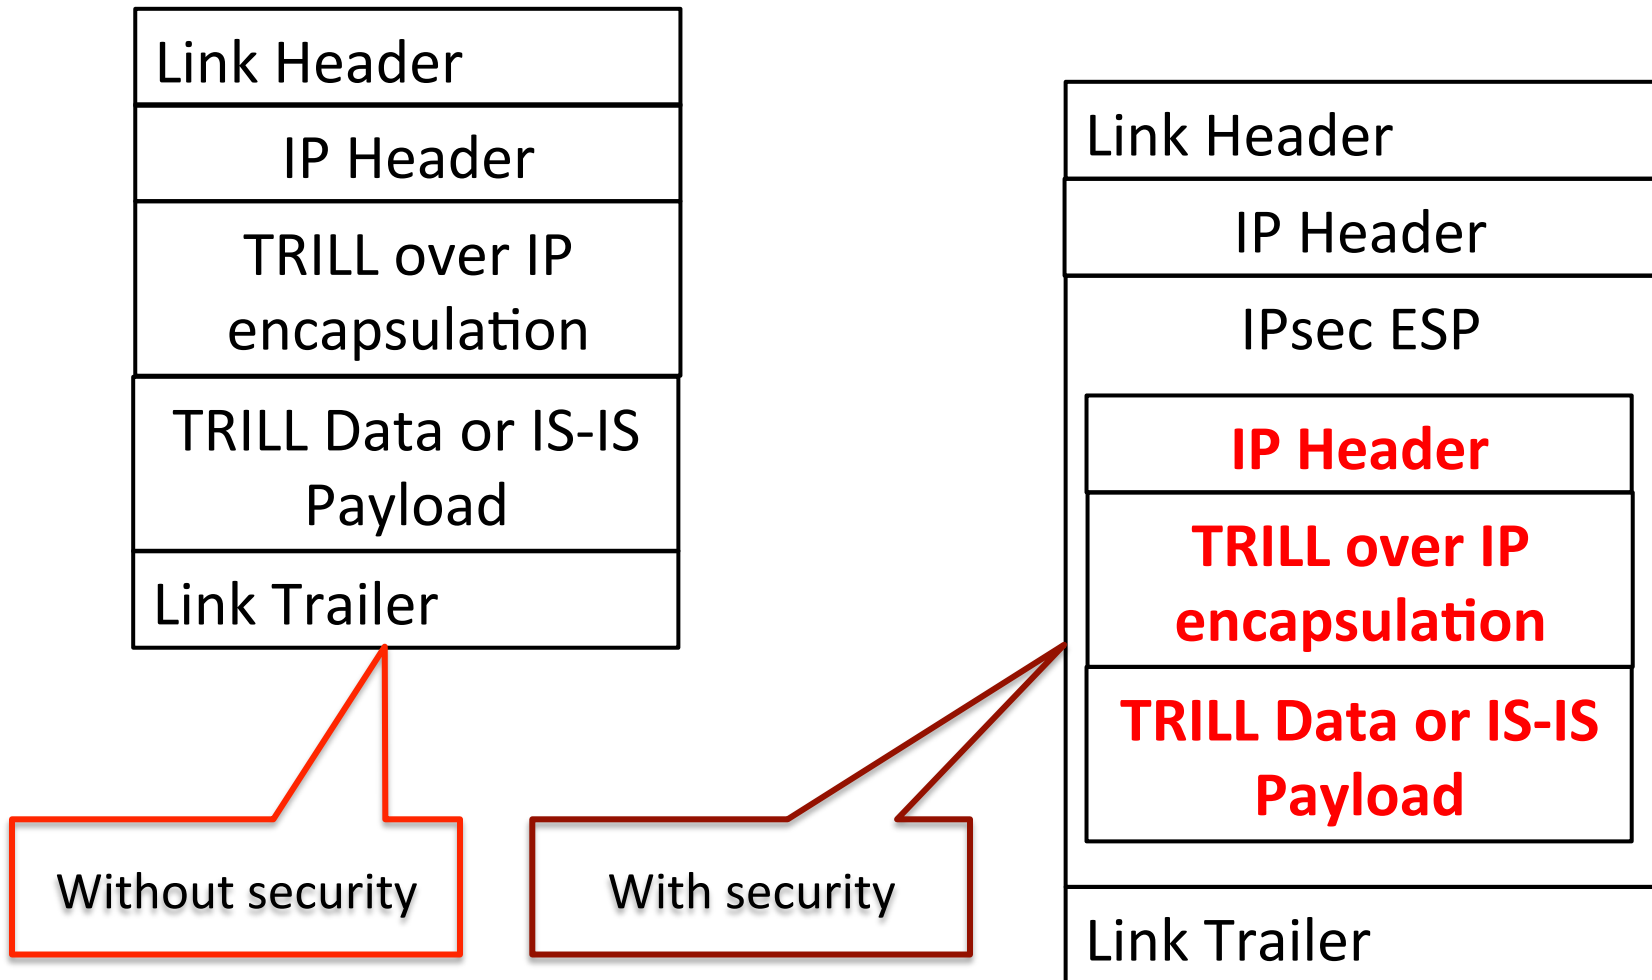 Link Header
IP Header
TRILL over IP
encapsulation
TRILL Data or IS-IS
Payload
Link Trailer
Without security
Link Header
IP Header
IPsec ESP
IP Header
TRILL over IP
encapsulation
TRILL Data or IS-IS
Payload
Link Trailer
With security